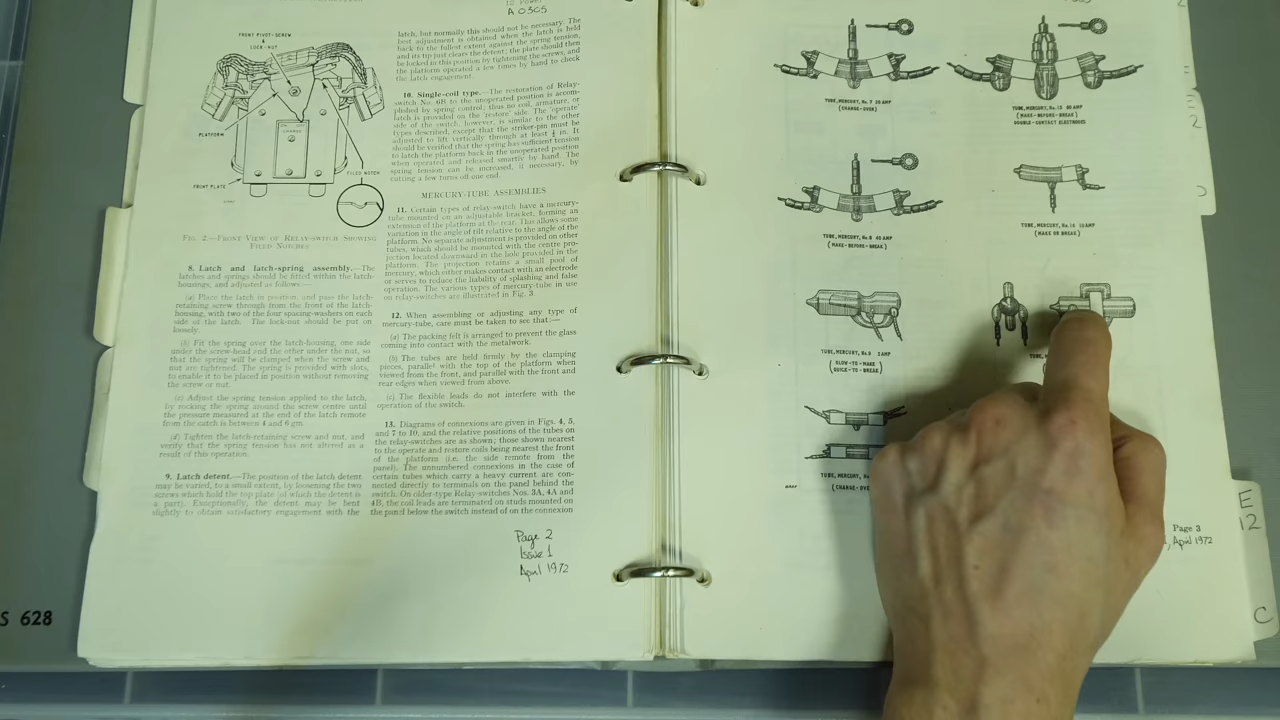 A 0305
FRONT PIVOT-SCREW
&
LOCK-NUT
PLATFORM
CHARGE
FILED NOTCH
FRONT PLATE
FIG. 2—FRONT VIEW OF RELAY-SWITCH SHOWING
FILED NOTCHES
8. Latch and latch-spring assembly.—The
latches and springs should be fitted within the latch-
housings, and adjusted as follows:—
(a) Place the latch in position and pass the latch-
retaining screw through from the front of the latch-
housing, with two of the four spacing-washers on each
side of the latch. The lock-nut should be put on
loosely.
(b) Fit the spring over the latch-housing, one side
under the screw-head and the other under the nut, so
that the spring will be clamped when the screw and
nut are tightened. The spring is provided with slots,
to enable it to be placed in position without removing
the screw or nut.
(c) Adjust the spring tension applied to the latch,
by rocking the spring around the screw centre until
the pressure measured at the end of the latch remote
from the catch is between 4 and 6 gm.
(d) Tighten the latch-retaining screw and nut, and
verify that the spring tension has not altered as a
result of this operation.
9. Latch detent.—The position of the latch detent
may be varied, to a small extent, by loosening the two
screws which hold the top plate (of which the detent is
a part). Exceptionally, the detent may be bent
slightly to obtain satisfactory engagement with the
latch, but normally this should not be necessary. The
best adjustment is obtained when the latch is held
back to the fullest extent against the spring tension,
and its tip just clears the detent; the plate should then
be locked in this position by tightening the screws, and
the platform operated a few times by hand to check
the latch engagement.
10. Single-coil type.—The restoration of Relay-
switch No. 6B to the unoperated position is accom-
plished by spring control; thus no coil, armature, or
latch is provided on the 'restore' side. The 'operate'
side of the switch, however, is similar to the other
types described, except that the striker-pin must be
adjusted to lift vertically through at least in. It
should be verified that the spring has sufficient tension
to latch the platform back in the unoperated position
when operated and released smartly by hand. The
spring tension can be increased, if necessary, by
cutting a few turns off one end.
MERCURY-TUBE ASSEMBLIES
11. Certain types of relay-switch have a mercury-
tube mounted on an adjustable bracket, forming an
extension of the platform at the rear. This allows some
variation in the angle of tilt relative to the angle of the
platform. No separate adjustment is provided on other
tubes, which should be mounted with the centre pro-
jection located downward in the hole provided in the
platform. The projection retains a small pool of
mercury, which either makes contact with an electrode
or serves to reduce the liability of splashing and false
operation. The various types of mercury-tube in use
on relay-switches are illustrated in Fig. 3.
12. When assembling or adjusting any type of
mercury-tube, care must be taken to see that:—
(a) The packing felt is arranged to prevent the glass
coming into contact with the metalwork.
(b) The tubes are held firmly by the clamping
pieces, parallel with the top of the platform when
viewed from the front, and parallel with the front and
rear edges when viewed from above.
(c) The flexible leads do not interfere with the
operation of the switch.
13. Diagrams of connexions are given in Figs. 4, 5,
and 7 to 10, and the relative positions of the tubes on
the relay-switches are as shown; those shown nearest
to the operate and restore coils being nearest the front
of the platform (i.e. the side remote from the
panel). The unnumbered connexions in the case of
certain tubes which carry a heavy current are con-
nected directly to terminals on the panel behind the
switch. On older-type Relay-switches Nos. 3A, 4A and
4B, the coil leads are terminated on studs mounted on
the panel below the switch instead of on the connexion
Page 2
Issue 1
April 1972
S 628
TUBE, MERCURY, No. 7 20 AMP
(CHANGE-OVER)
(MAKE-BEFORE-BREAK)
DOUBLE-CONTACT ELECTRODES
TUBE, MERCURY, No. 8 40 AMP
(MAKE-BEFORE-BREAK)
(MAKE OR BREAK)
TUBE, MERCURY, No. 9 1 AMP
(SLOW-TO-MAKE
QUICK-TO-BREAK)
TUBE, MERCURY, No
(CHANGE-OV
Page 3
, April 1972
E
12
C